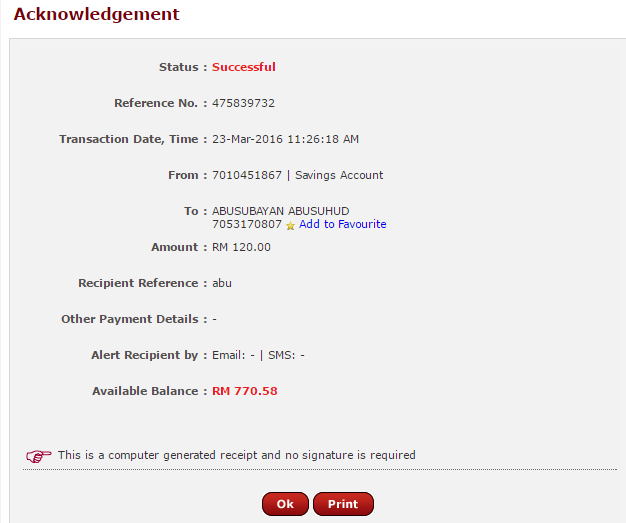 Acknowledgement
Status : Successful
Reference No. : 475839732
Transaction Date, Time : 23-Mar-2016 11:26:18 AM
From : 7010451867 | Savings Account
To : ABUSUBAYAN ABUSUHUD
7053170807 Add to Favourite
Amount : RM 120.00
Recipient Reference : abu
Other Payment Details : -
Alert Recipient by : Email: - | SMS: -
Available Balance : RM 770.58
This is a computer generated receipt and no signature is required
Ok Print